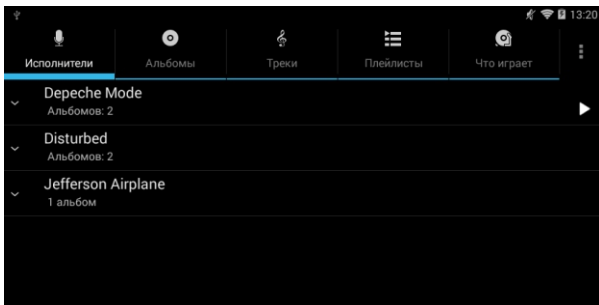 13:20
Исполнители
Альбомы
Треки
Плейлисты
Что играет
Depeche Mode
Альбомов: 2
Disturbed
Альбомов: 2
Jefferson Airplane
1 альбом